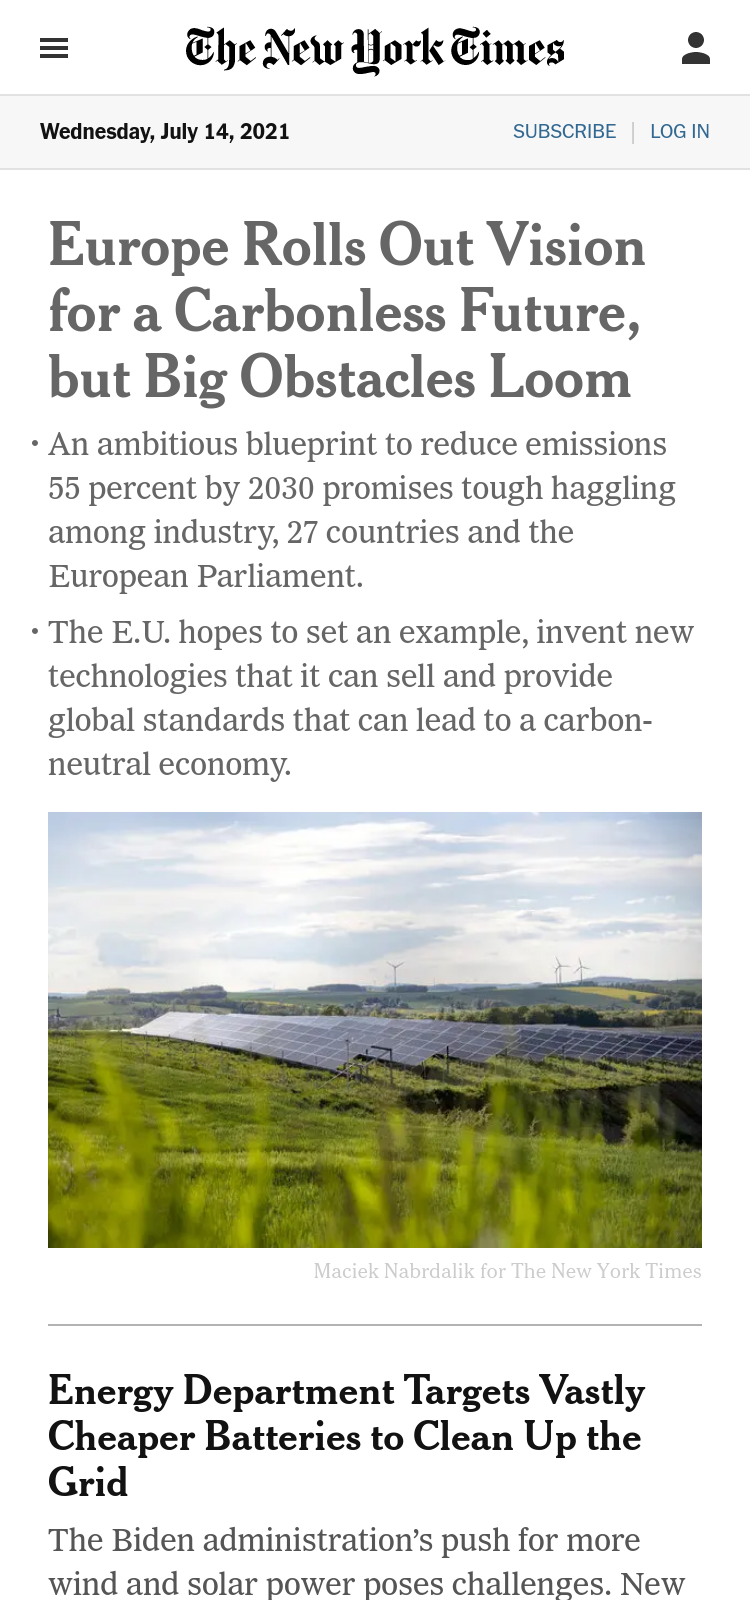 The New York Times
Wednesday, July 14, 2021
SUBSCRIBE | LOG IN
Europe Rolls Out Vision
for a Carbonless Future,
but Big Obstacles Loom
• An ambitious blueprint to reduce emissions
55 percent by 2030 promises tough haggling
among industry, 27 countries and the
European Parliament.
• The E.U. hopes to set an example, invent new
technologies that it can sell and provide
global standards that can lead to a carbon-
neutral economy.
Maciek Nabrdalik for The New York Times
Energy Department Targets Vastly
Cheaper Batteries to Clean Up the
Grid
The Biden administration’s push for more
wind and solar power poses challenges. New